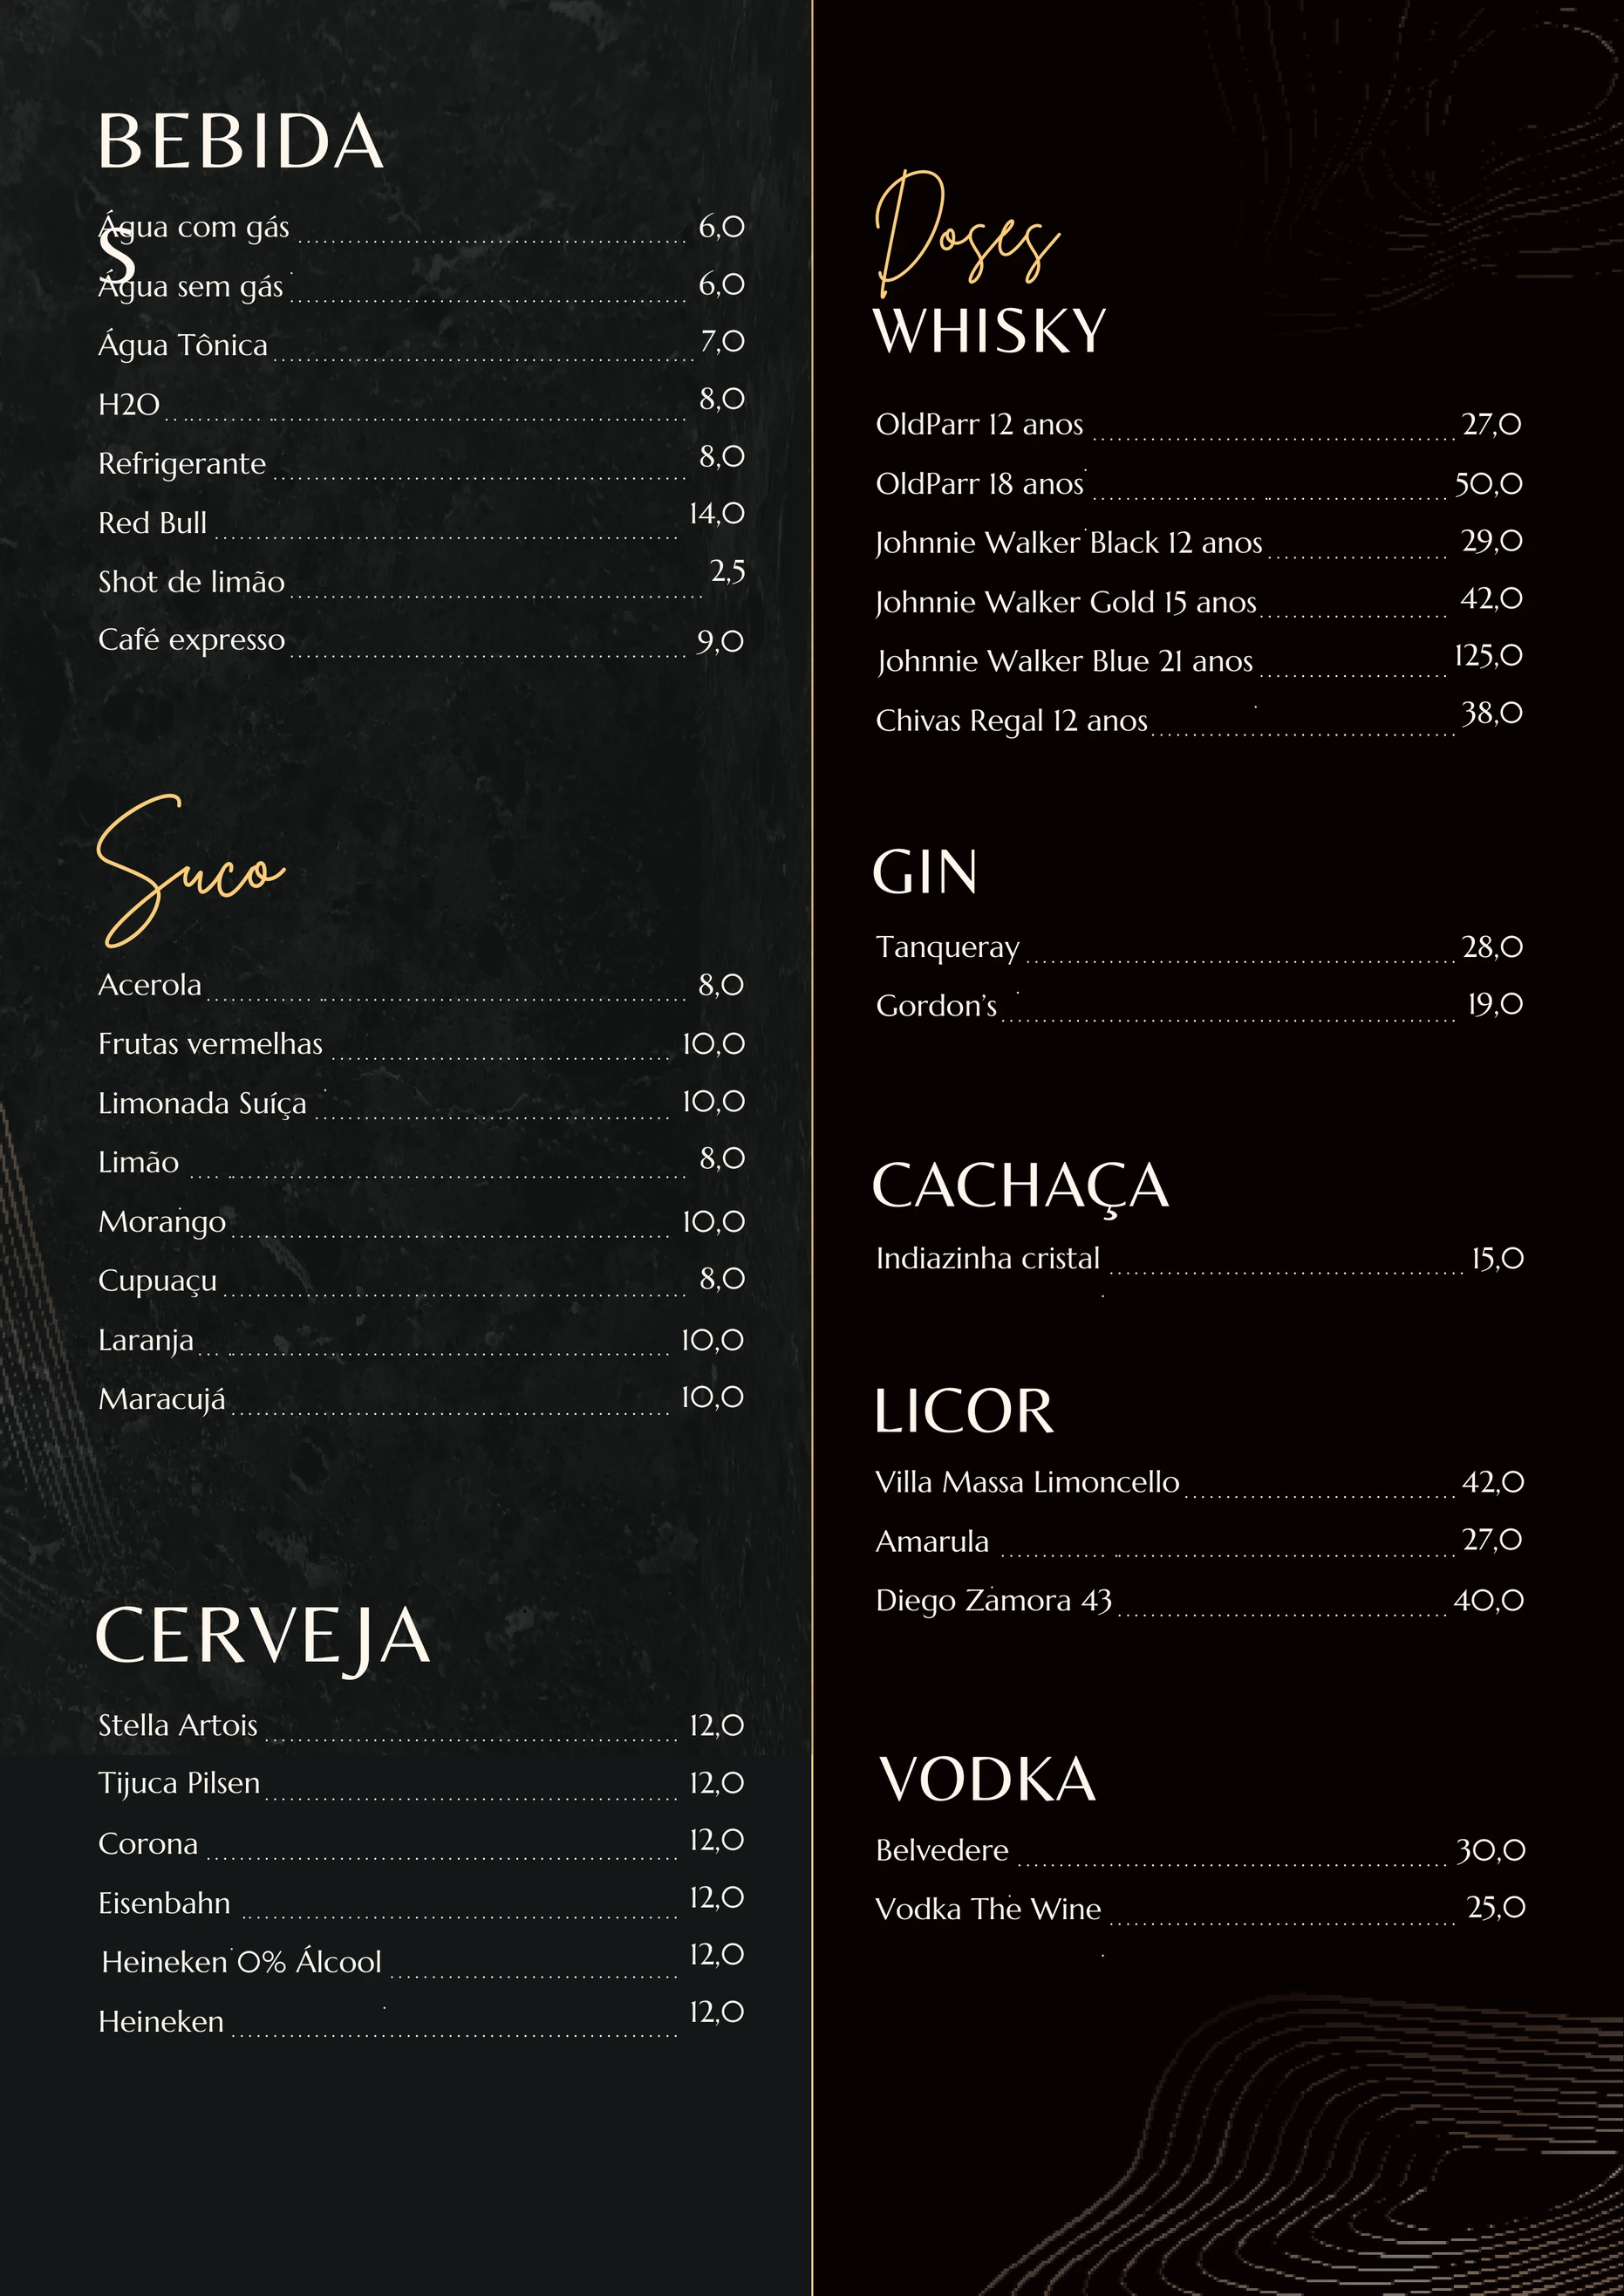 BEBIDA
S
Água com gás 6,0
Água sem gás 6,0
Água Tônica 7,0
H2O 8,0
Refrigerante 8,0
Red Bull 14,0
Shot de limão 2,5
Café expresso 9,0
Suco
Acerola 8,0
Frutas vermelhas 10,0
Limonada Suíça 10,0
Limão 8,0
Morango 10,0
Cupuaçu 8,0
Laranja 10,0
Maracujá 10,0
CERVEJA
Stella Artois 12,0
Tijuca Pilsen 12,0
Corona 12,0
Eisenbahn 12,0
Heineken 0% Álcool 12,0
Heineken 12,0
Doses
WHISKY
OldParr 12 anos 27,0
OldParr 18 anos 50,0
Johnnie Walker Black 12 anos 29,0
Johnnie Walker Gold 15 anos 42,0
Johnnie Walker Blue 21 anos 125,0
Chivas Regal 12 anos 38,0
GIN
Tanqueray 28,0
Gordon’s 19,0
CACHAÇA
Indiazinha cristal 15,0
LICOR
Villa Massa Limoncello 42,0
Amarula 27,0
Diego Zamora 43 40,0
VODKA
Belvedere 30,0
Vodka The Wine 25,0